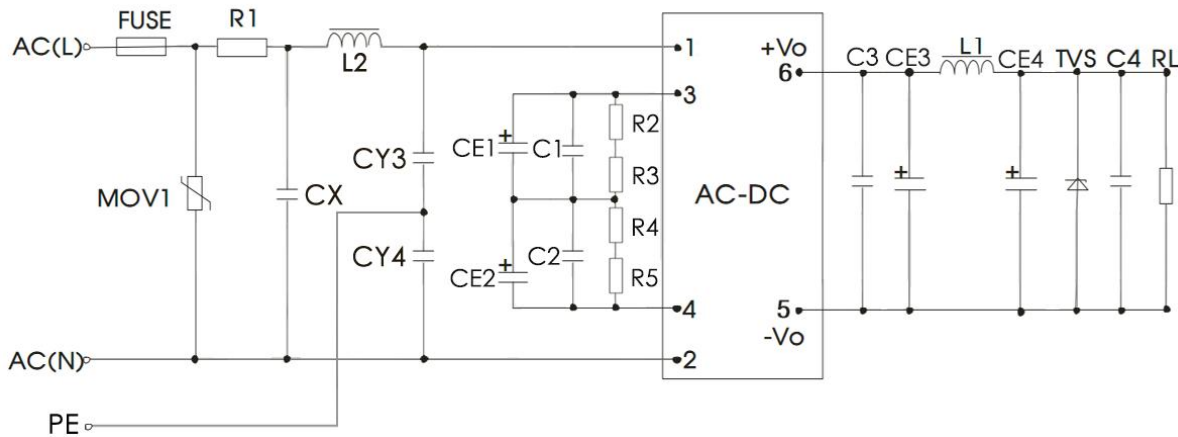 FUSE
R1
AC(L)
L2
1
+Vo
6
C3
CE3
L1
CE4
TVS
C4
RL
3
R2
CE1
C1
CY3
R3
MOV1
CX
AC-DC
R4
CY4
CE2
C2
R5
4
5
-Vo
AC(N)
2
PE
+
+
+
+